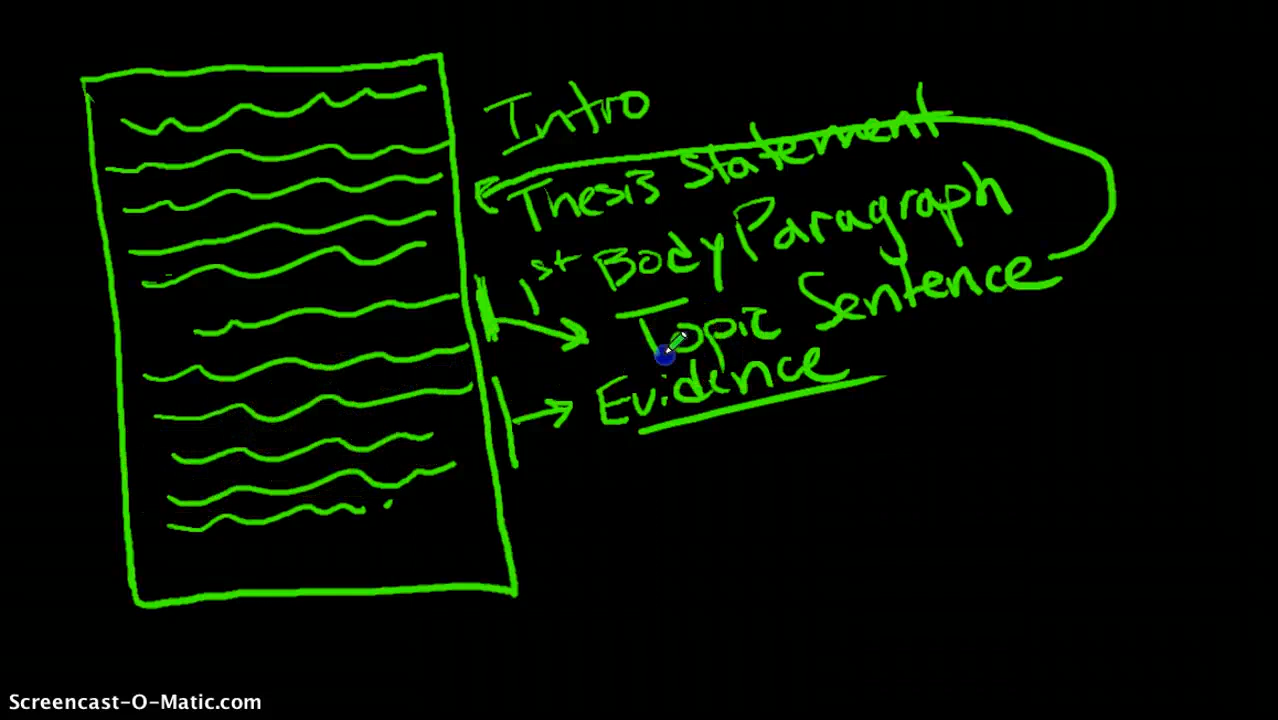 Intro
Thesis Statement
1st Body Paragraph
Topic Sentence
Evidence
Screencast-O-Matic.com